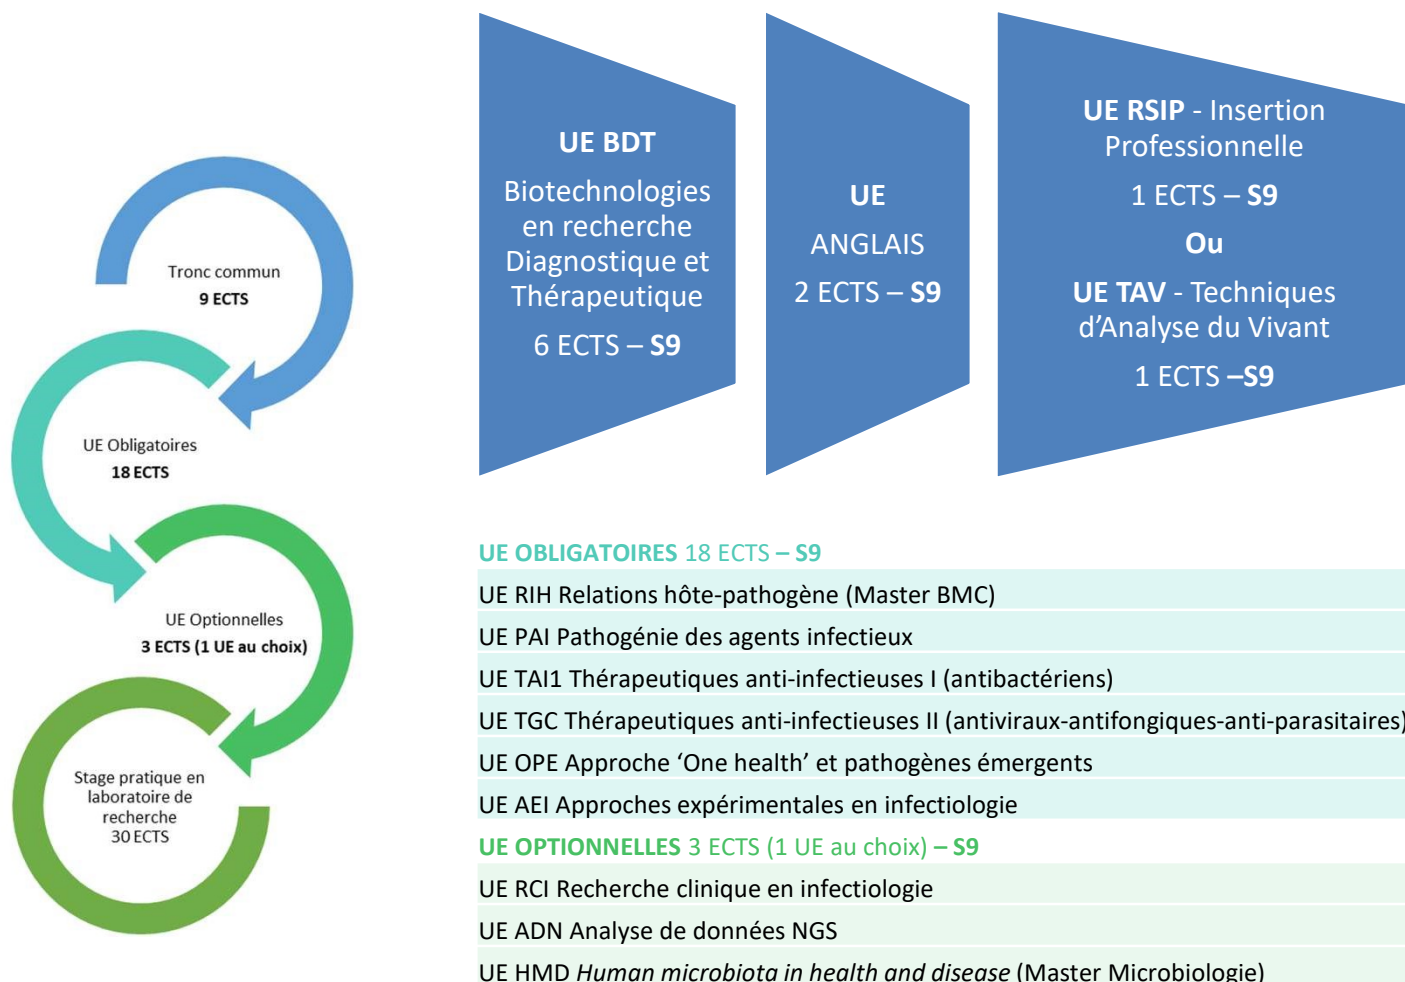 Tronc commun
9 ECTS
UE Obligatoires
18 ECTS
UE Optionnelles
3 ECTS (1 UE au choix)
Stage pratique en
laboratoire de
recherche
30 ECTS
UE BDT
Biotechnologies
en recherche
Diagnostique et
Thérapeutique
6 ECTS – S9
UE
ANGLAIS
2 ECTS – S9
UE RSIP - Insertion
Professionnelle
1 ECTS – S9
Ou
UE TAV - Techniques
d’Analyse du Vivant
1 ECTS –S9
UE OBLIGATOIRES 18 ECTS – S9
UE RIH Relations hôte-pathogène (Master BMC)
UE PAI Pathogénie des agents infectieux
UE TAI1 Thérapeutiques anti-infectieuses I (antibactériens)
UE TGC Thérapeutiques anti-infectieuses II (antiviraux-antifongiques-anti-parasitaires)
UE OPE Approche ‘One health’ et pathogènes émergents
UE AEI Approches expérimentales en infectiologie
UE OPTIONNELLES 3 ECTS (1 UE au choix) – S9
UE RCI Recherche clinique en infectiologie
UE ADN Analyse de données NGS
UE HMD Human microbiota in health and disease (Master Microbiologie)